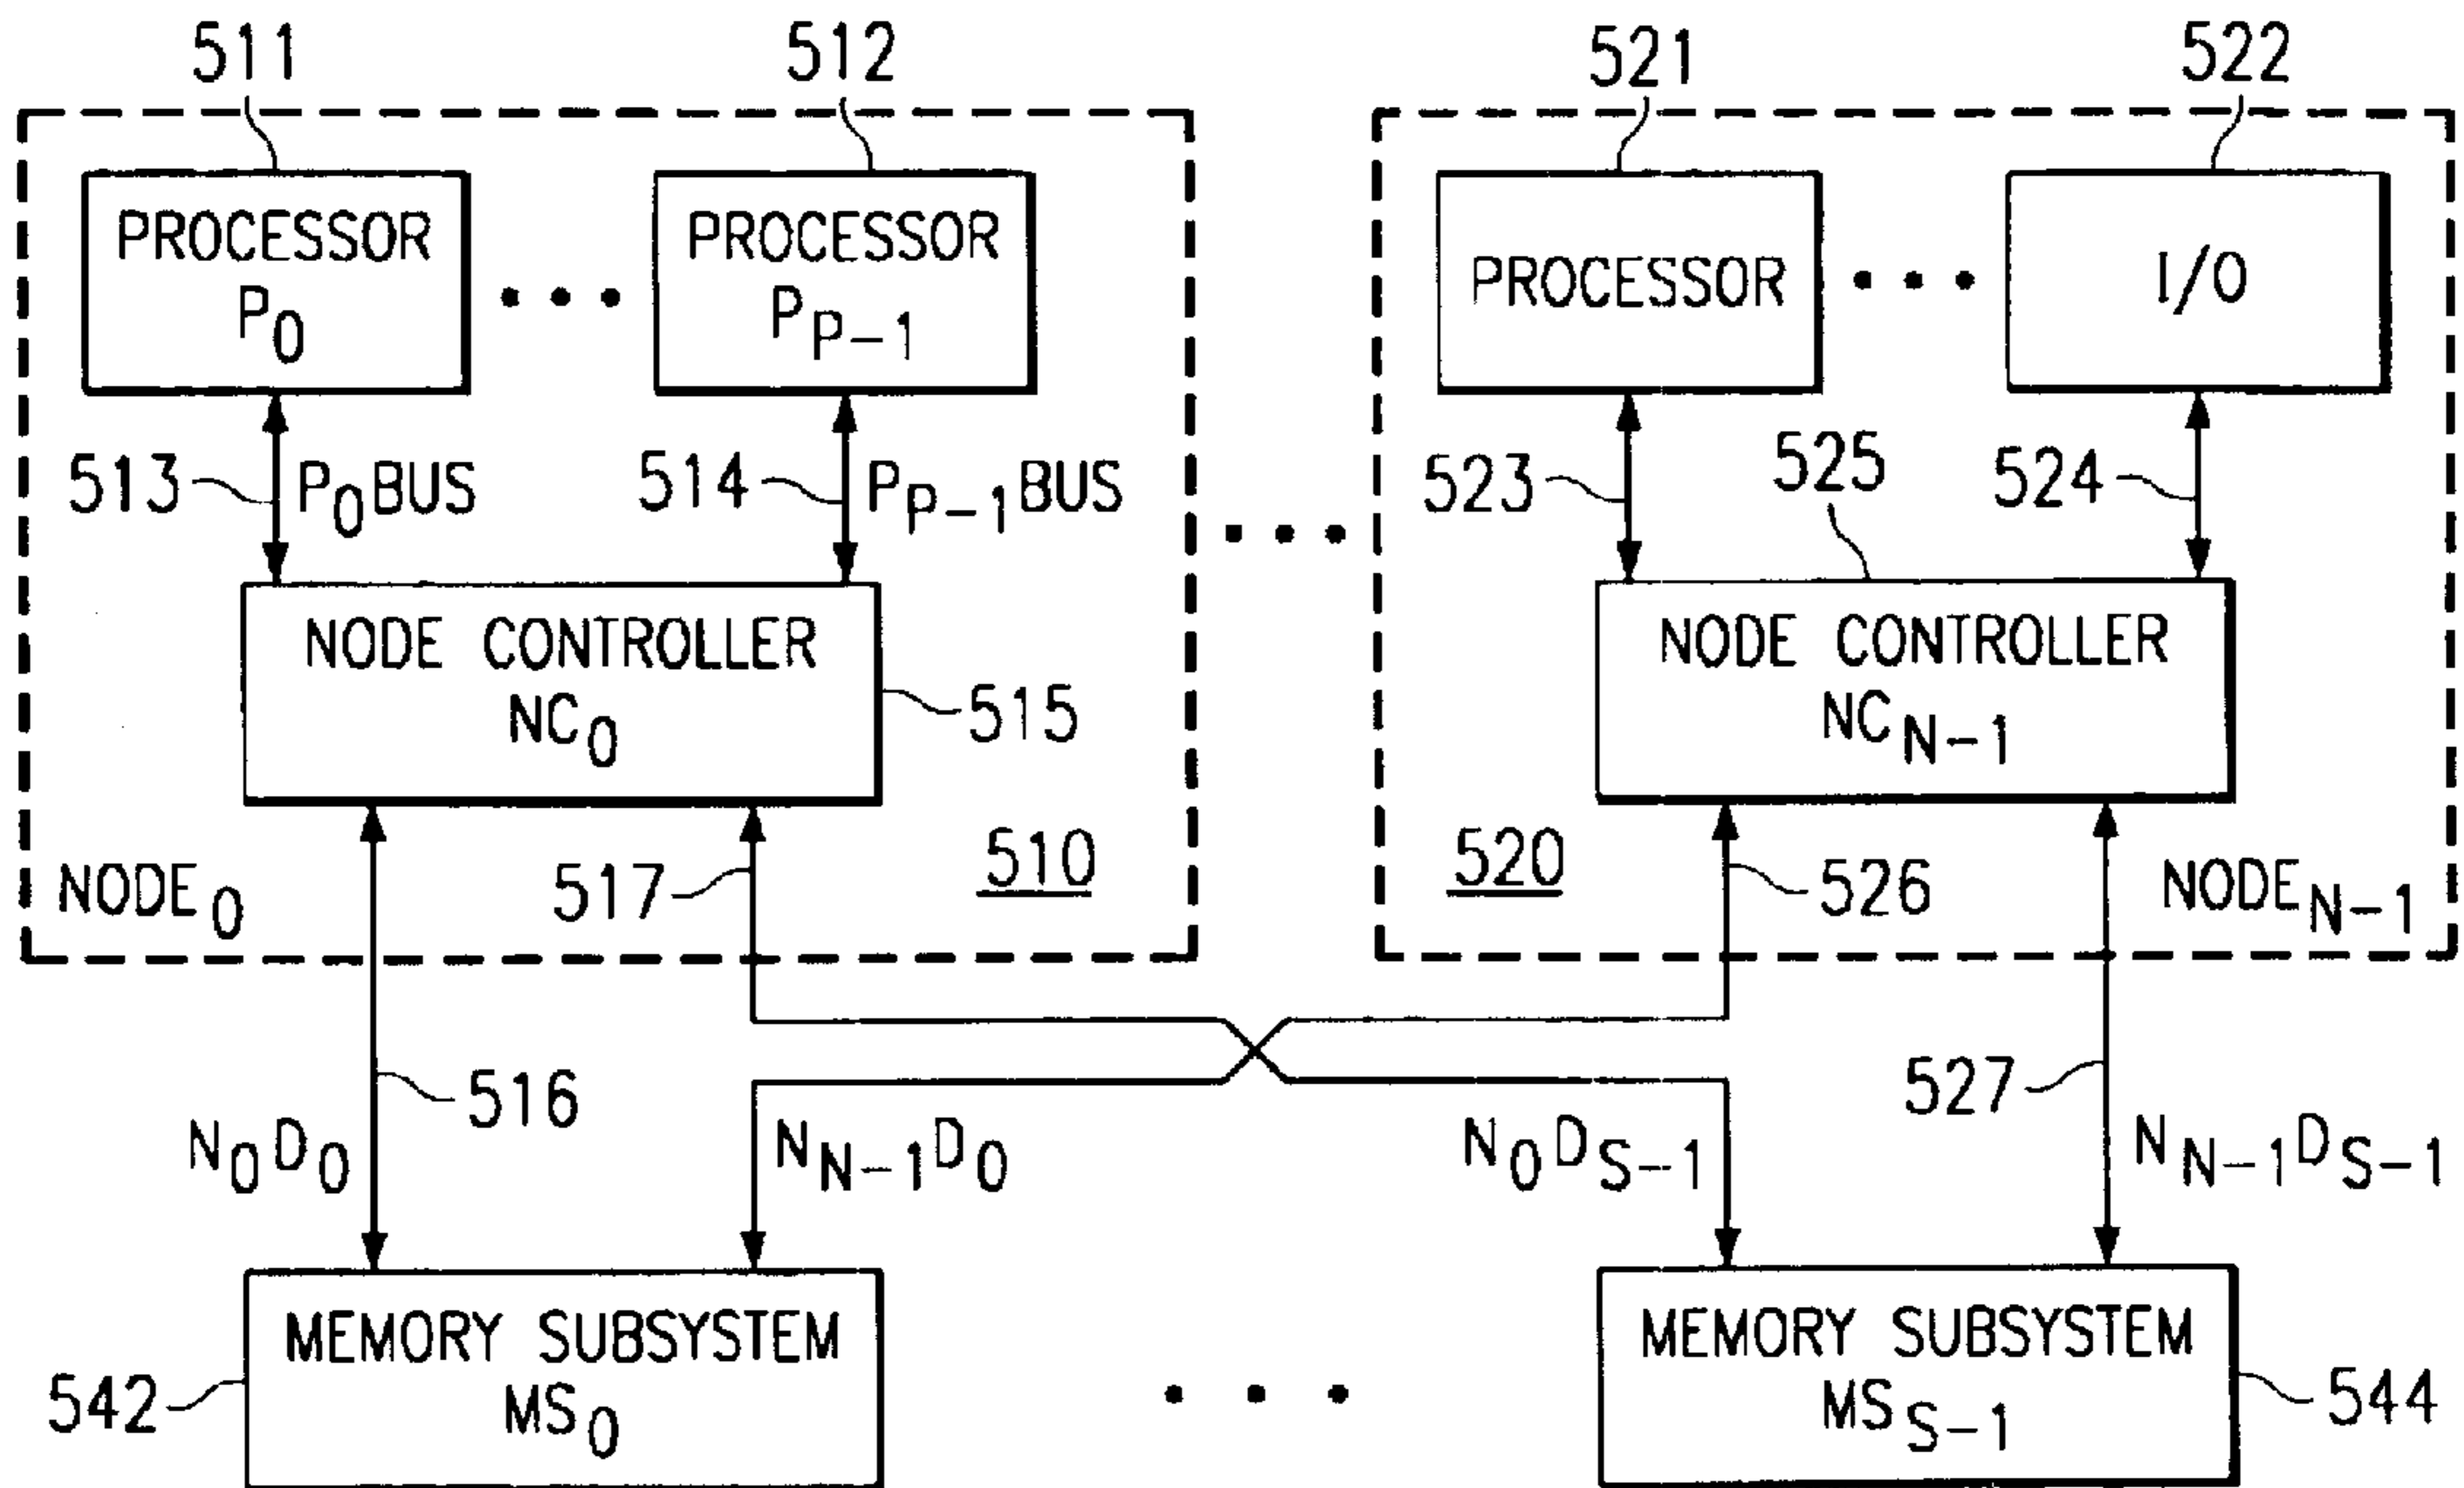 511
512
521
522
PROCESSOR
P0
PROCESSOR
PP-1
PROCESSOR
I/O
513
P0BUS
514
PP-1BUS
523
525
524
NODE CONTROLLER
NC0
515
NODE CONTROLLER
NCN-1
NODE0
517
510
520
526
NODEN-1
516
527
N0D0
NN-1D0
N0DS-1
NN-1DS-1
MEMORY SUBSYSTEM
MS0
542
MEMORY SUBSYSTEM
MSS-1
544